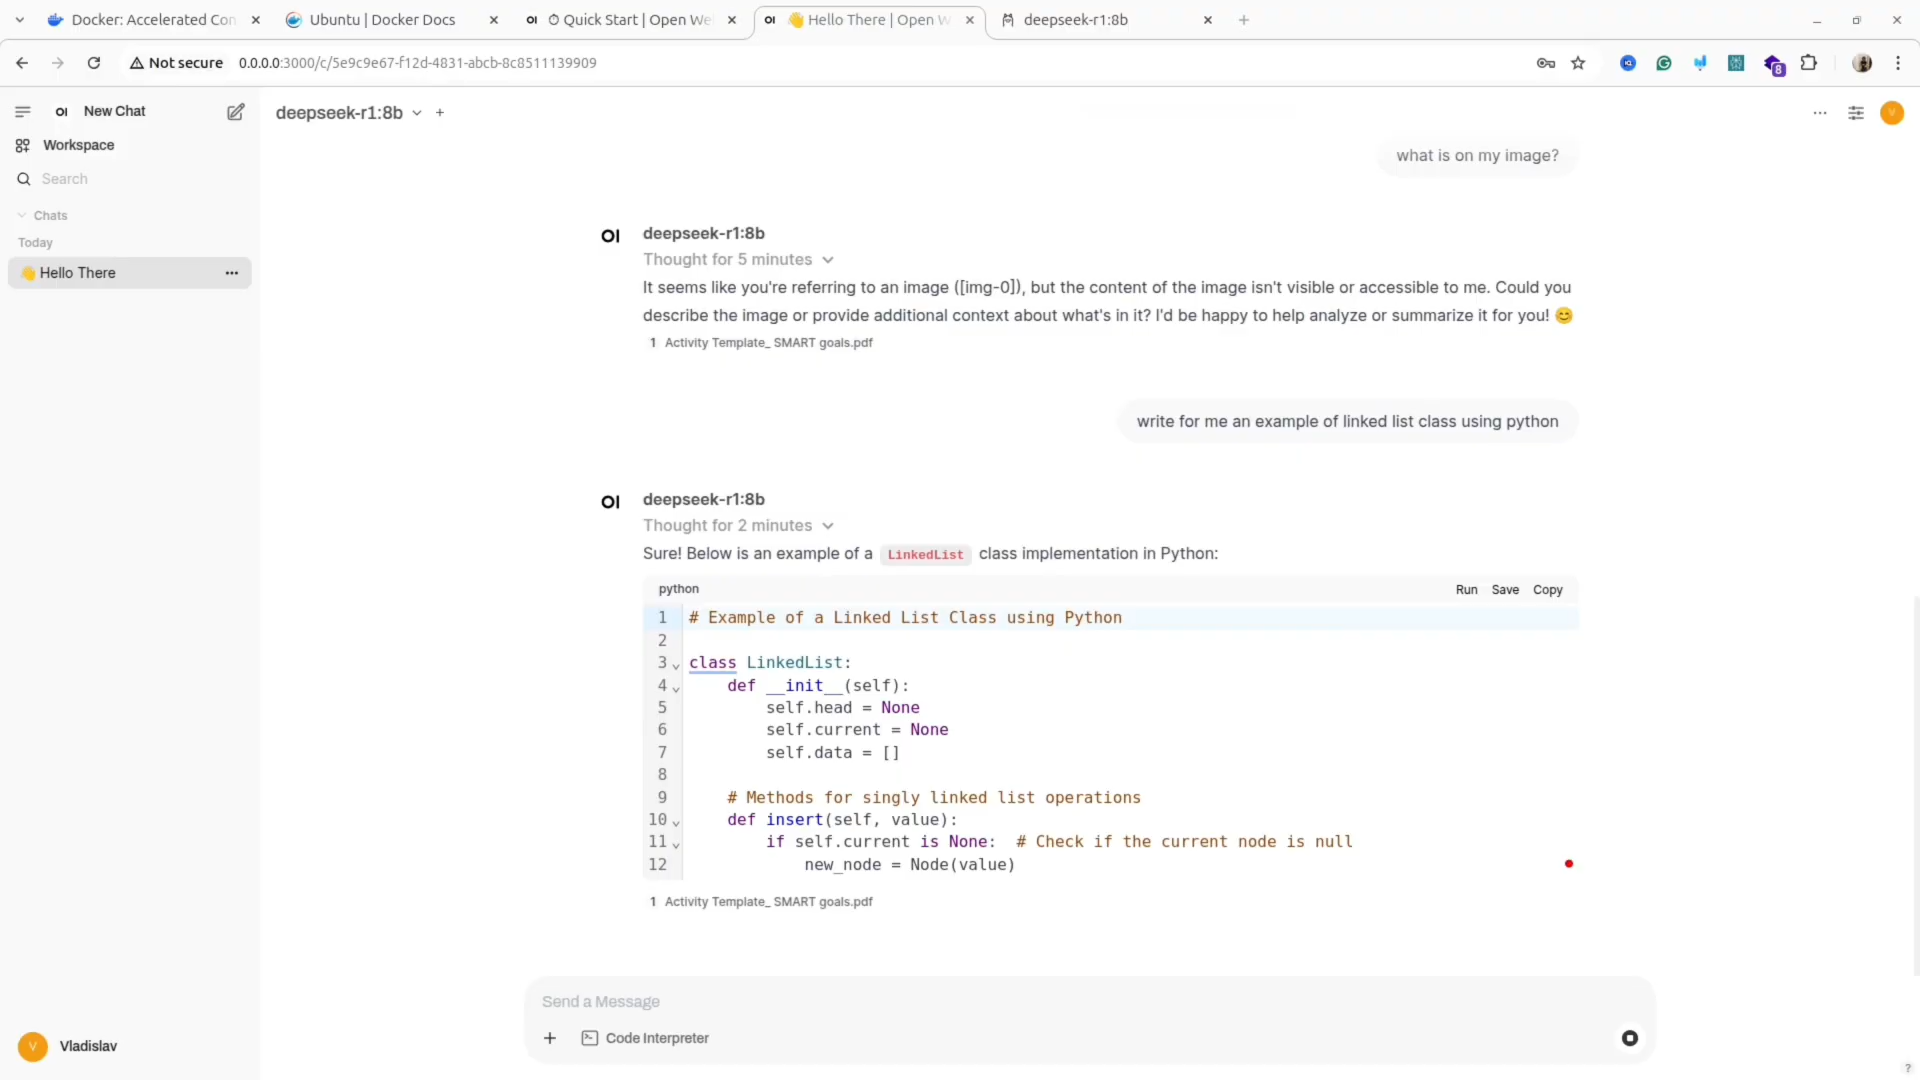 Docker: Accelerated Con
Ubuntu | Docker Docs
OI ⏱ Quick Start | Open We
OI 👋 Hello There | Open W
deepseek-r1:8b
Not secure
0.0.0.0:3000/c/5e9c9e67-f12d-4831-abcb-8c8511139909
8
OI New Chat
Workspace
Search
Chats
Today
👋 Hello There
Vladislav
V
deepseek-r1:8b
V
what is on my image?
OI deepseek-r1:8b
Thought for 5 minutes
It seems like you're referring to an image ([img-0]), but the content of the image isn't visible or accessible to me. Could you
describe the image or provide additional context about what's in it? I'd be happy to help analyze or summarize it for you! 😊
1 Activity Template_ SMART goals.pdf
write for me an example of linked list class using python
OI deepseek-r1:8b
Thought for 2 minutes
Sure! Below is an example of a LinkedList class implementation in Python:
python
Run Save Copy
1 # Example of a Linked List Class using Python
2
3 class LinkedList:
4     def __init__(self):
5         self.head = None
6         self.current = None
7         self.data = []
8
9     # Methods for singly linked list operations
10     def insert(self, value):
11         if self.current is None:  # Check if the current node is null
12             new_node = Node(value)
1 Activity Template_ SMART goals.pdf
Send a Message
Code Interpreter
?